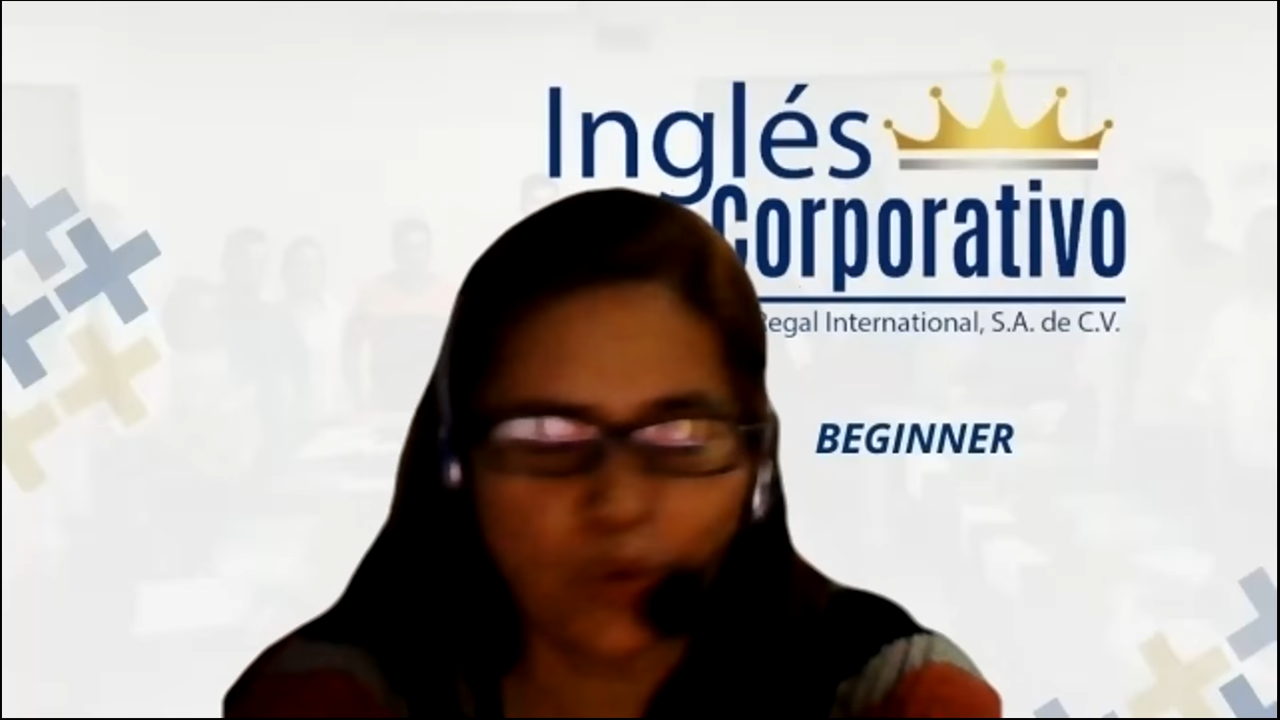 Inglés
Corporativo
Regal International, S.A. de C.V.
BEGINNER